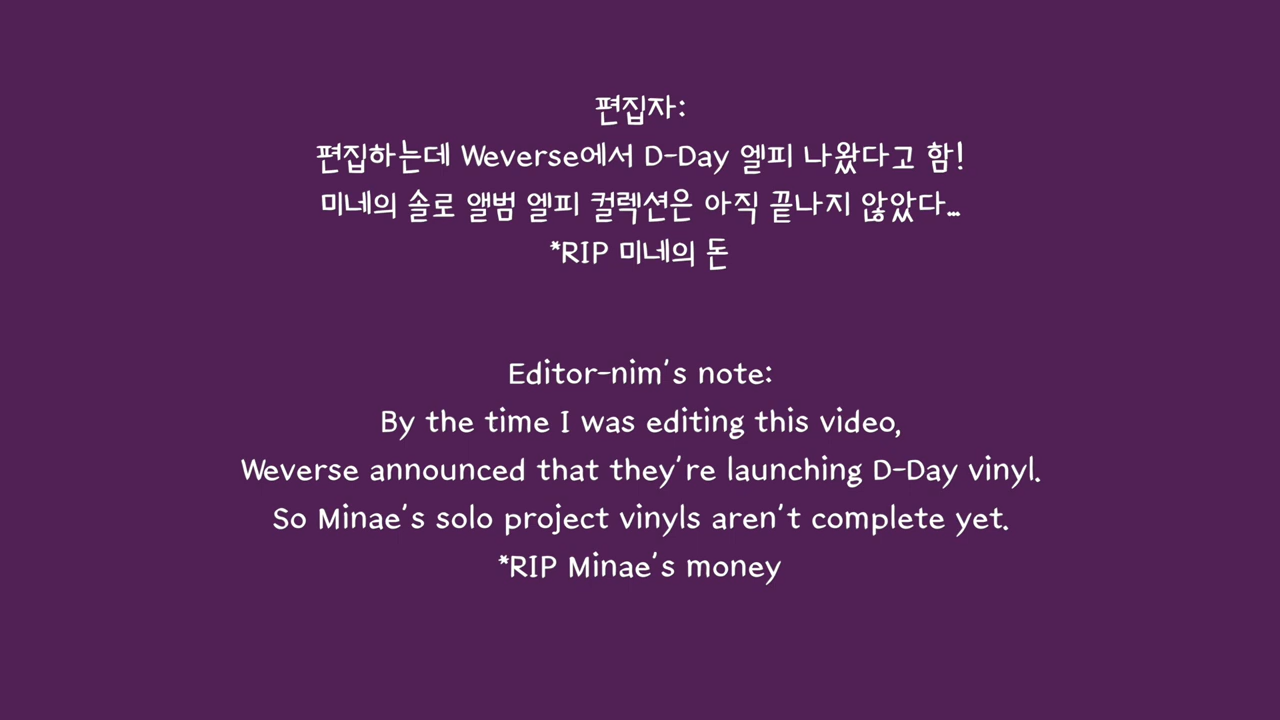 편집자:
편집하는데 Weverse에서 D-Day 엘피 나왔다고 함!
미네의 솔로 앨범 엘피 컬렉션은 아직 끝나지 않았다...
*RIP 미네의 돈
Editor-nim's note:
By the time I was editing this video,
Weverse announced that they're launching D-Day vinyl.
So Minae's solo project vinyls aren't complete yet.
*RIP Minae's money